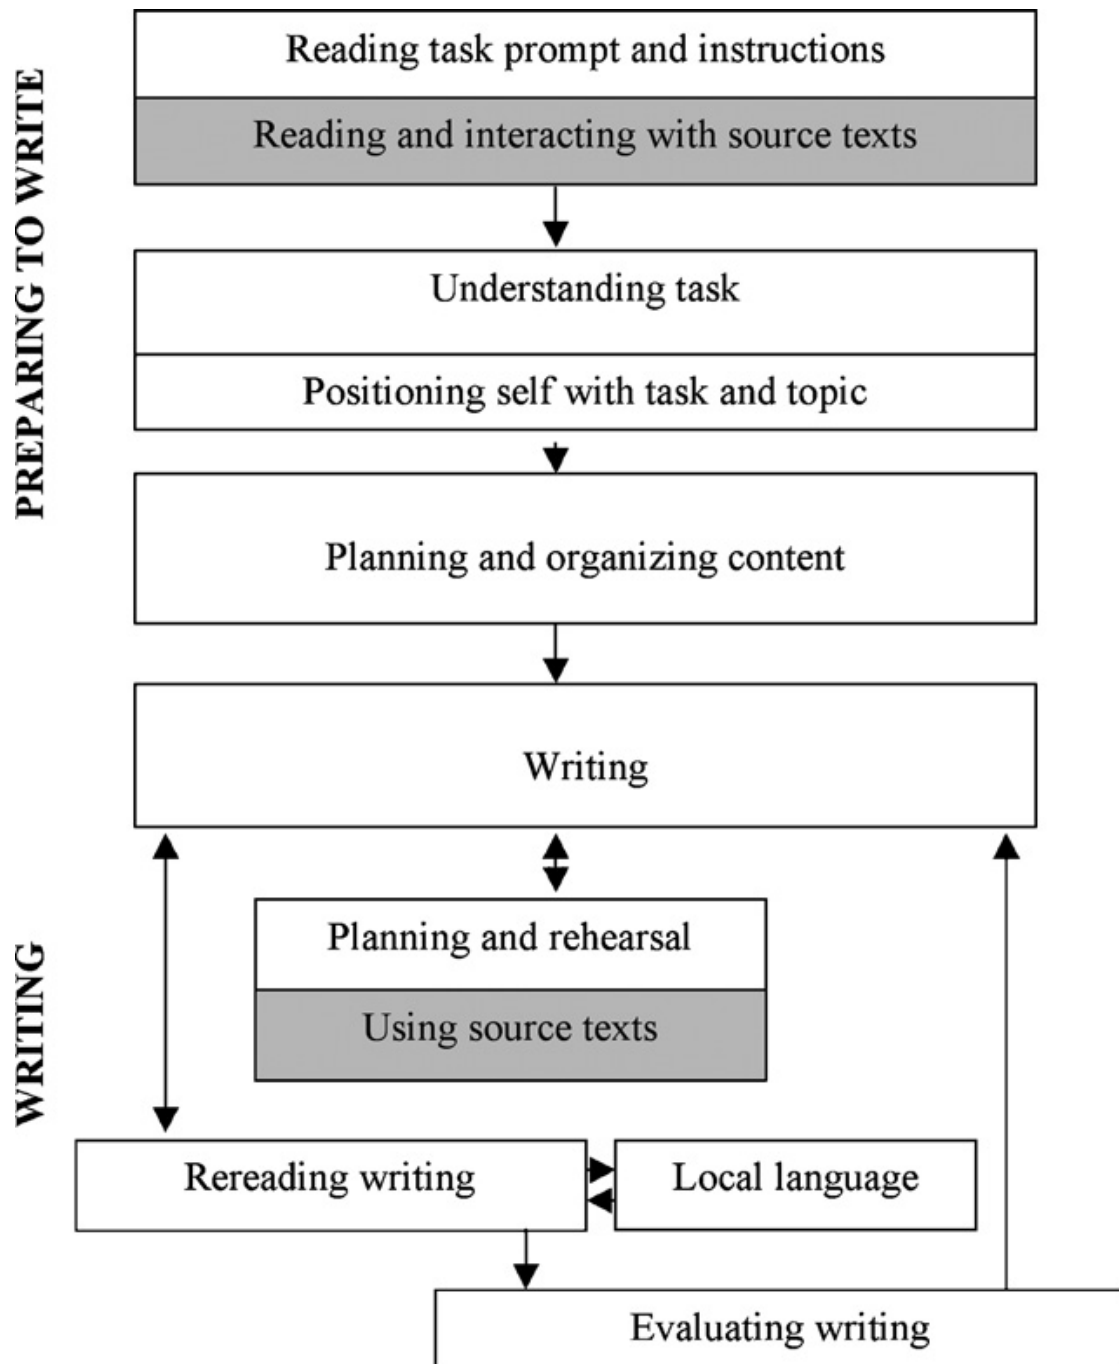 PREPARING TO WRITE
Reading task prompt and instructions
Reading and interacting with source texts
Understanding task
Positioning self with task and topic
Planning and organizing content
WRITING
Writing
Planning and rehearsal
Using source texts
Rereading writing
Local language
Evaluating writing